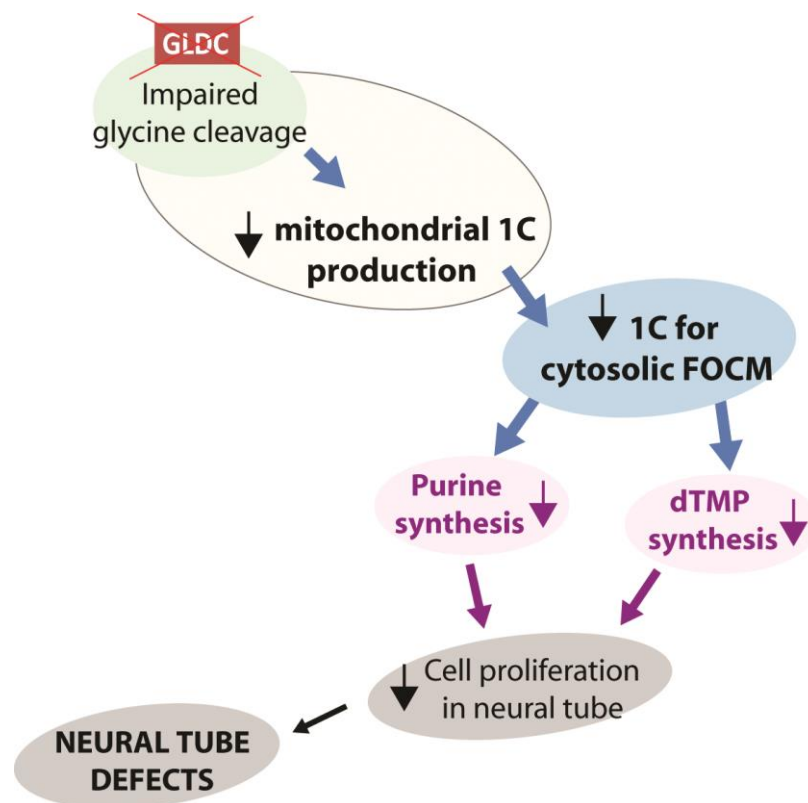 GLDC
Impaired
glycine cleavage
mitochondrial 1C
production
1C for
cytosolic FOCM
Purine
synthesis
dTMP
synthesis
Cell proliferation
in neural tube
NEURAL TUBE
DEFECTS